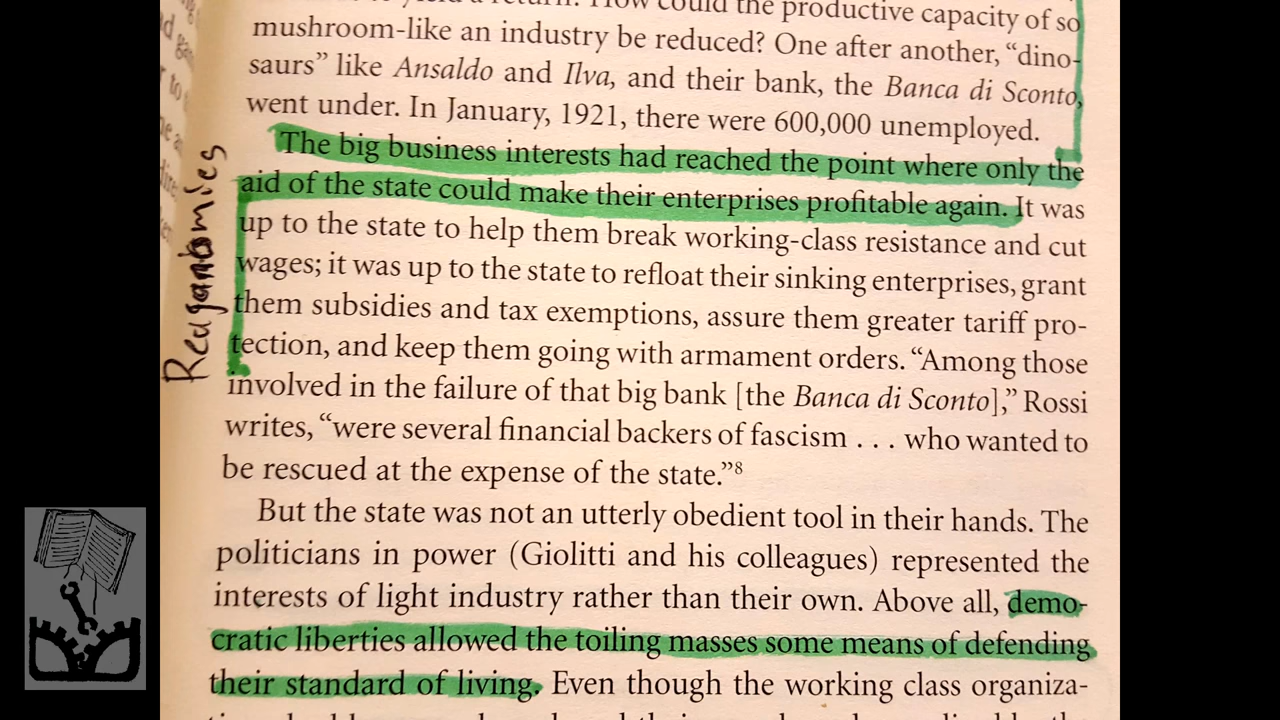 return. How could the productive capacity of so
mushroom-like an industry be reduced? One after another, “dino-
saurs” like Ansaldo and Ilva, and their bank, the Banca di Sconto,
went under. In January, 1921, there were 600,000 unemployed.
The big business interests had reached the point where only the
aid of the state could make their enterprises profitable again. It was
up to the state to help them break working-class resistance and cut
wages; it was up to the state to refloat their sinking enterprises, grant
them subsidies and tax exemptions, assure them greater tariff pro-
tection, and keep them going with armament orders. “Among those
involved in the failure of that big bank [the Banca di Sconto],” Rossi
writes, “were several financial backers of fascism . . . who wanted to
be rescued at the expense of the state.”8
But the state was not an utterly obedient tool in their hands. The
politicians in power (Giolitti and his colleagues) represented the
interests of light industry rather than their own. Above all, demo-
cratic liberties allowed the toiling masses some means of defending
their standard of living. Even though the working class organiza-
Reaganomics